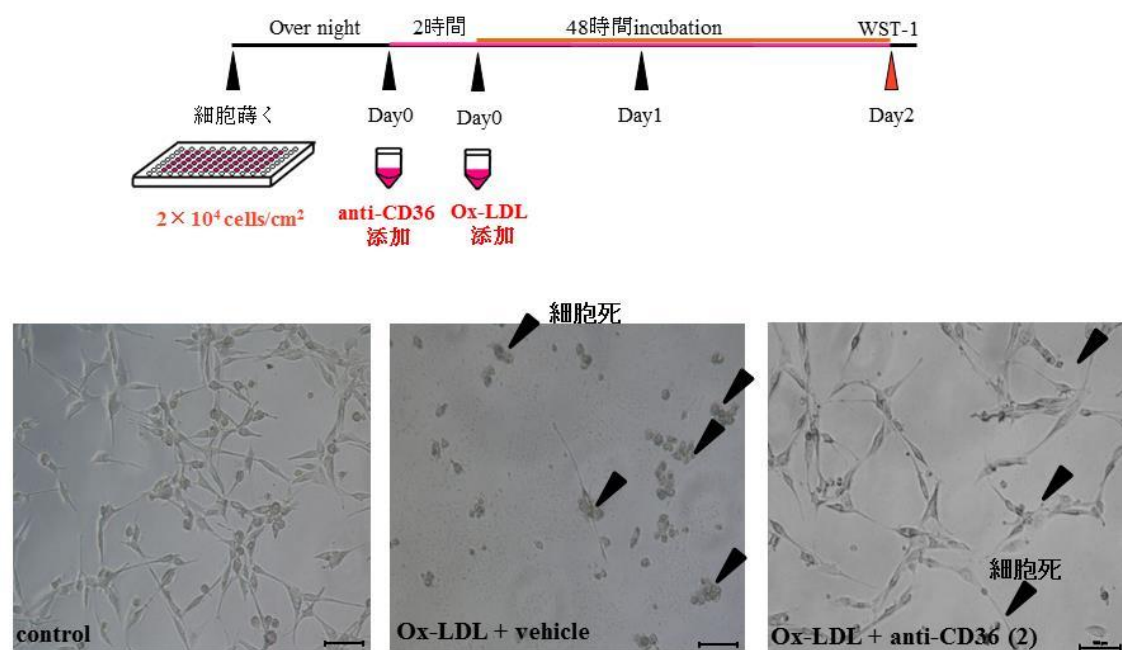 Over night
2時間
48時間incubation
WST-1
細胞蒔く
Day0
Day0
Day1
Day2
2×10⁴ cells/cm²
anti-CD36
添加
Ox-LDL
添加
細胞死
細胞死
control
Ox-LDL + vehicle
Ox-LDL + anti-CD36 (2)